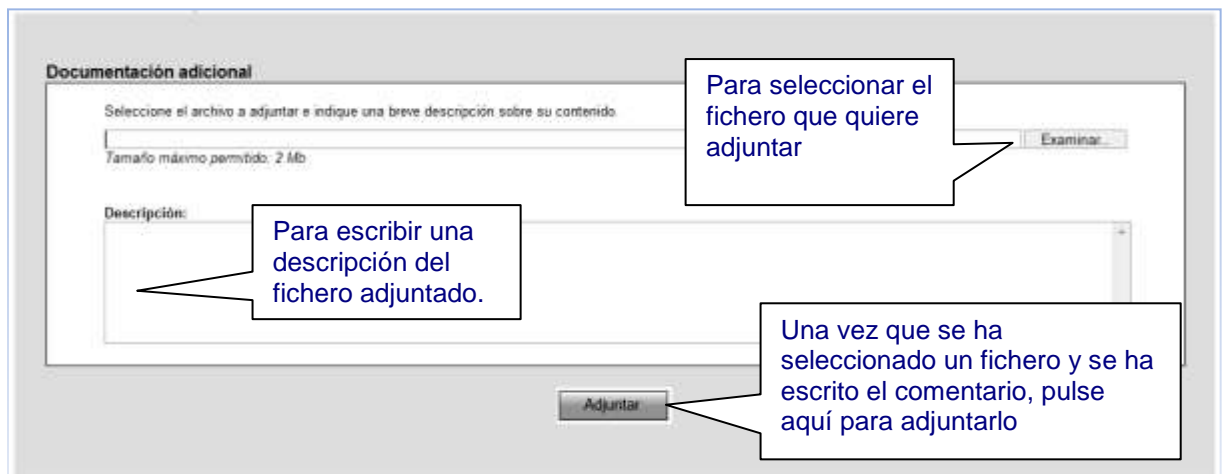 Documentación adicional
Para seleccionar el
fichero que quiere
adjuntar
Seleccione el archivo a adjuntar e indique una breve descripción sobre su contenido.
Examinar...
Tamaño máximo permitido: 2 Mb
Descripción:
Para escribir una
descripción del
fichero adjuntado.
Una vez que se ha
seleccionado un fichero y se ha
escrito el comentario, pulse
aquí para adjuntarlo
Adjuntar